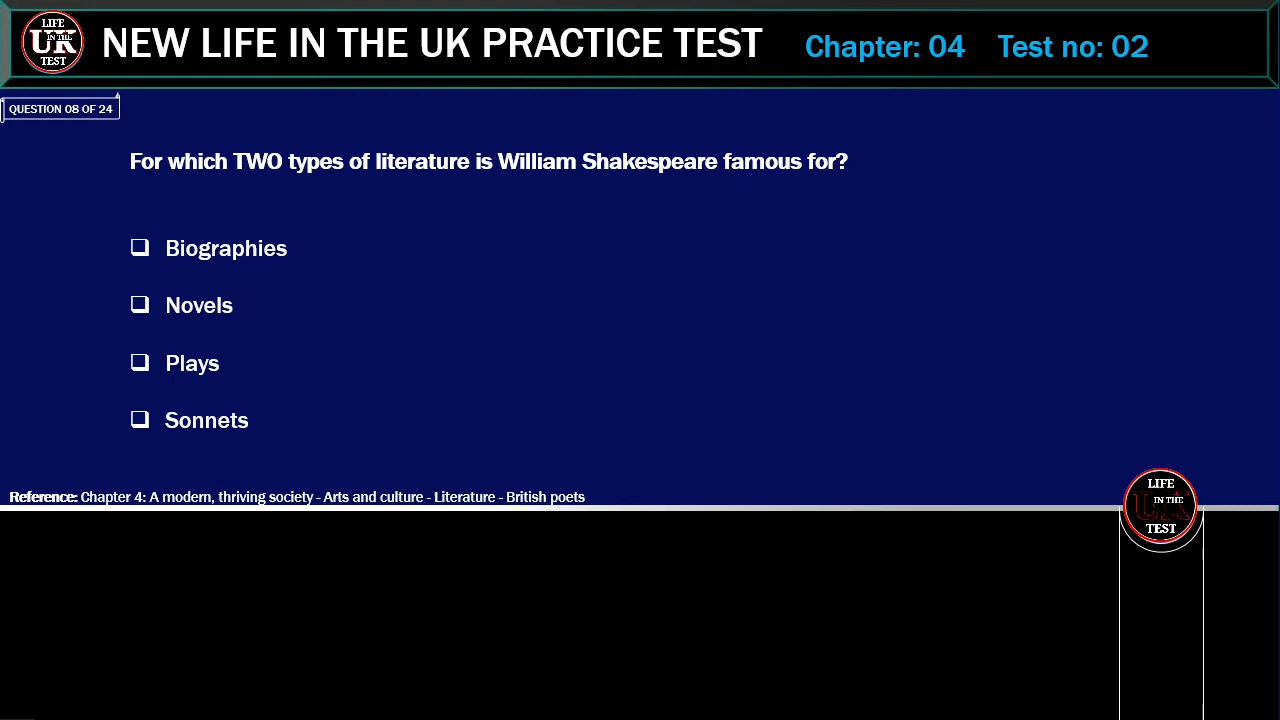 LIFE
UK IN THE
TEST
NEW LIFE IN THE UK PRACTICE TEST Chapter: 04 Test no: 02
QUESTION 08 OF 24
For which TWO types of literature is William Shakespeare famous for?
❑ Biographies
❑ Novels
❑ Plays
❑ Sonnets
Reference: Chapter 4: A modern, thriving society - Arts and culture - Literature - British poets
LIFE
UK IN THE
TEST